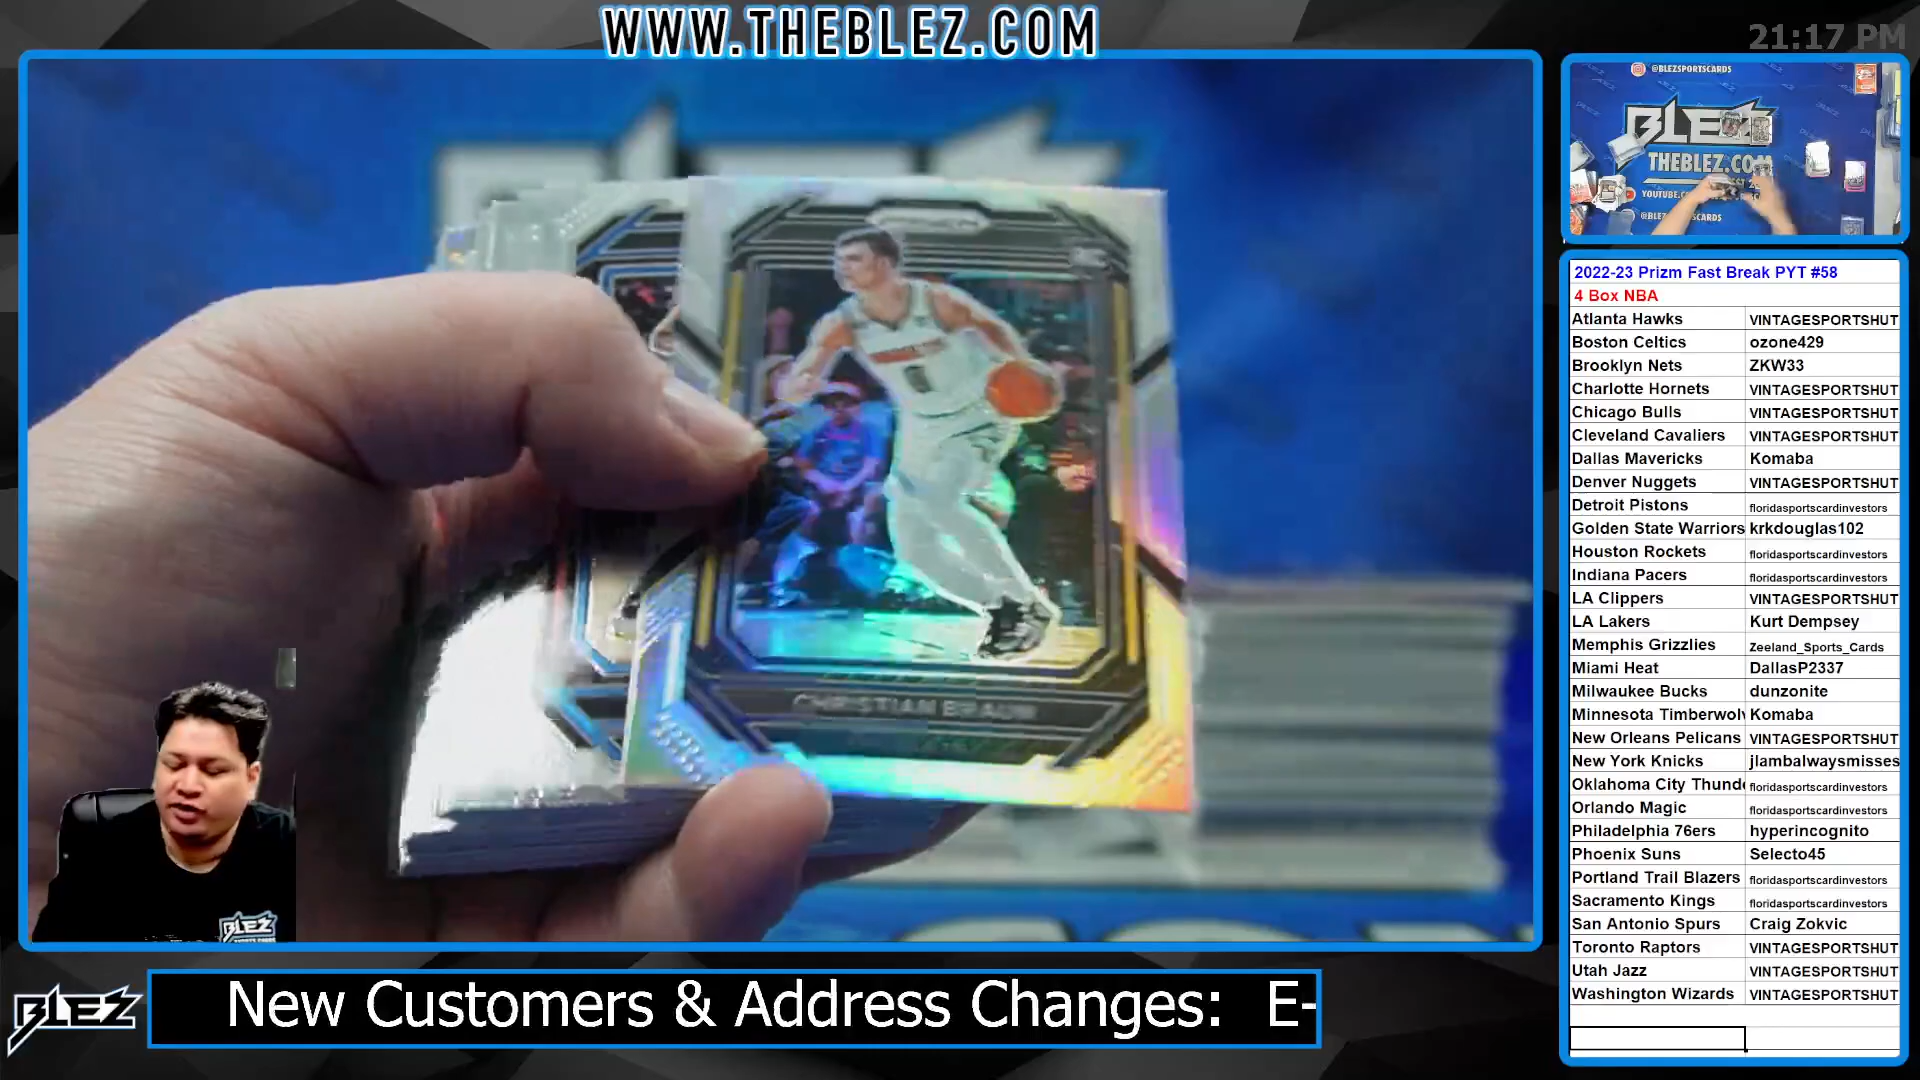 WWW.THEBLEZ.COM
21:17 PM
@BLEZSPORTSCARDS
BLEZ
THEBLEZ.COM
CHRISTIAN BRAUN
2022-23 Prizm Fast Break PYT #58
4 Box NBA
Atlanta Hawks VINTAGESPORTSHUT
Boston Celtics ozone429
Brooklyn Nets ZKW33
Charlotte Hornets VINTAGESPORTSHUT
Chicago Bulls VINTAGESPORTSHUT
Cleveland Cavaliers VINTAGESPORTSHUT
Dallas Mavericks Komaba
Denver Nuggets VINTAGESPORTSHUT
Detroit Pistons floridasportscardinvestors
Golden State Warriors krkdouglas102
Houston Rockets floridasportscardinvestors
Indiana Pacers floridasportscardinvestors
LA Clippers VINTAGESPORTSHUT
LA Lakers Kurt Dempsey
Memphis Grizzlies Zeeland_Sports_Cards
Miami Heat DallasP2337
Milwaukee Bucks dunzonite
Minnesota Timberwolv Komaba
New Orleans Pelicans VINTAGESPORTSHUT
New York Knicks jlambalwaysmisses
Oklahoma City Thund floridasportscardinvestors
Orlando Magic floridasportscardinvestors
Philadelphia 76ers hyperincognito
Phoenix Suns Selecto45
Portland Trail Blazers floridasportscardinvestors
Sacramento Kings floridasportscardinvestors
San Antonio Spurs Craig Zokvic
Toronto Raptors VINTAGESPORTSHUT
Utah Jazz VINTAGESPORTSHUT
Washington Wizards VINTAGESPORTSHUT
BLEZ
BLEZ
New Customers & Address Changes: E-